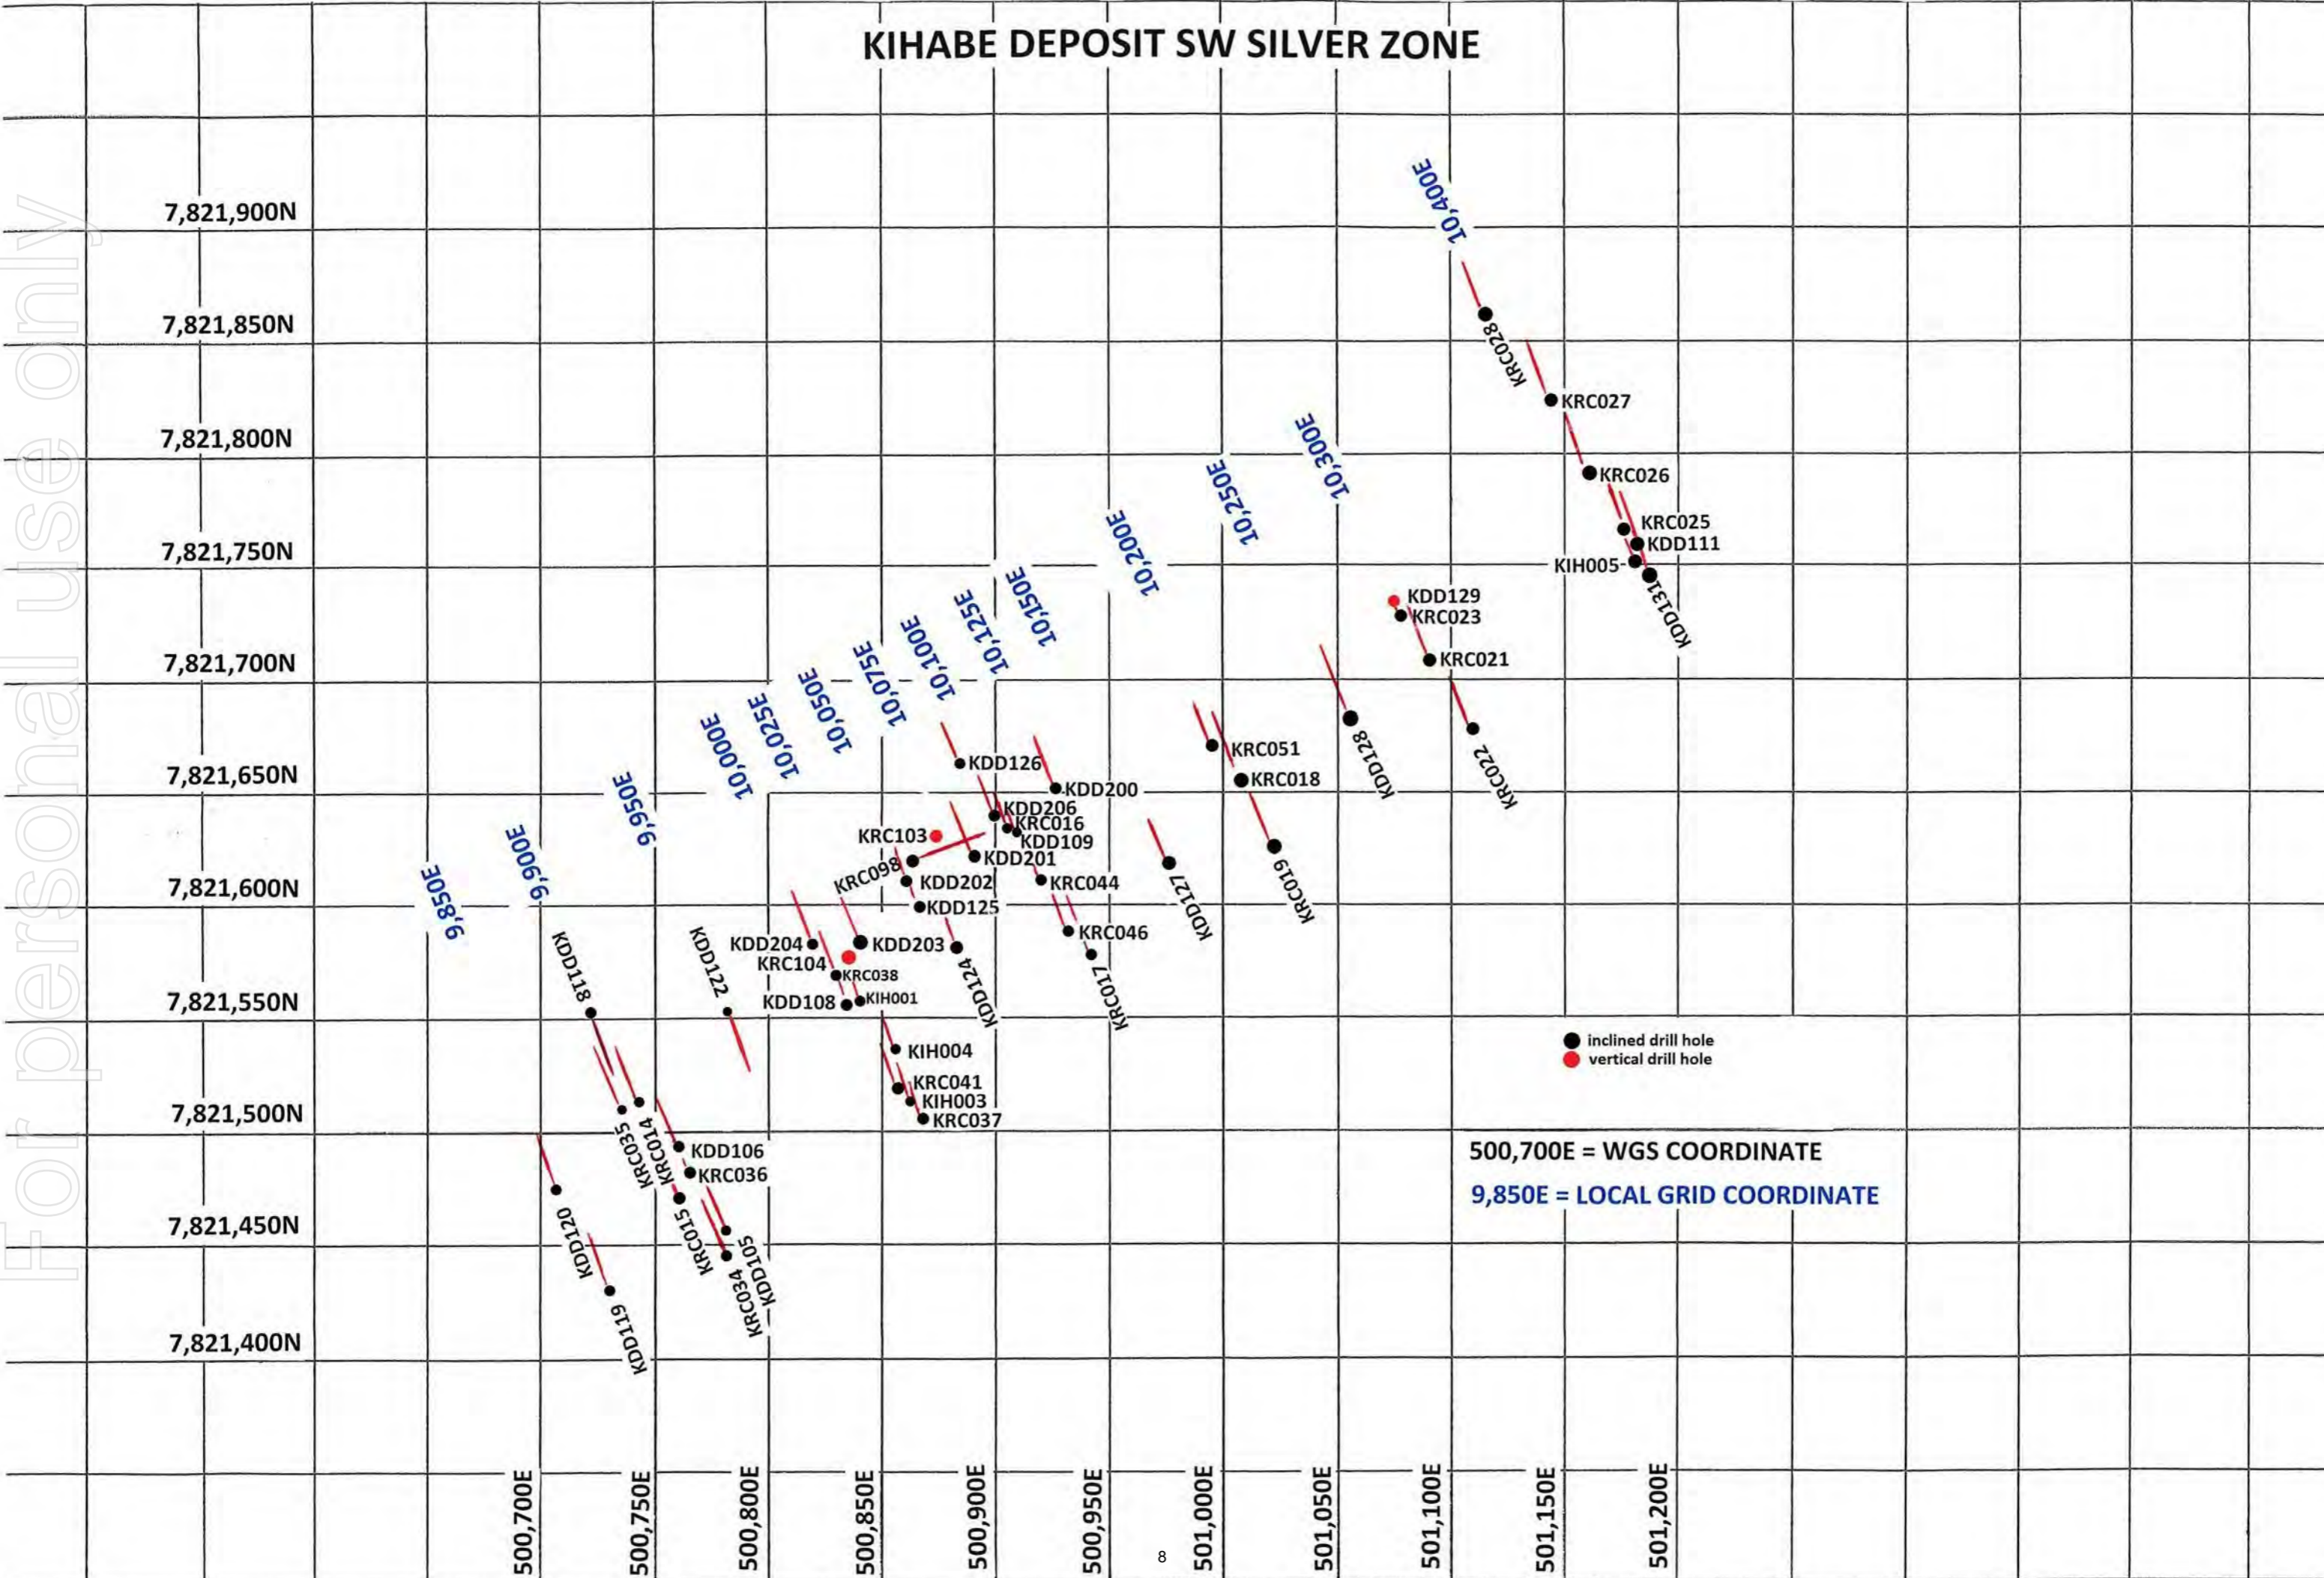 KIHABE DEPOSIT SW SILVER ZONE
For personal use only
7,821,900N
7,821,850N
7,821,800N
7,821,750N
7,821,700N
7,821,650N
7,821,600N
7,821,550N
7,821,500N
7,821,450N
7,821,400N
9,850E
9,900E
9,950E
10,000E
10,025E
10,050E
10,075E
10,100E
10,125E
10,150E
10,200E
10,250E
10,300E
10,400E
KRC028
KRC027
KRC026
KRC025
KDD111
KIH005
KDD131
KDD129
KRC023
KRC021
KRC022
KDD128
KRC051
KRC018
KRC019
KDD126
KDD200
KDD206
KRC016
KDD109
KRC103
KDD201
KRC098
KDD202
KRC044
KDD125
KDD127
KRC046
KRC017
KDD204
KDD203
KRC104
KRC038
KDD124
KDD108
KIH001
KDD118
KDD122
KIH004
KRC041
KIH003
KRC037
KRC035
KRC014
KDD106
KRC036
KDD120
KRC015
KDD105
KRC034
KDD119
inclined drill hole
vertical drill hole
500,700E = WGS COORDINATE
9,850E = LOCAL GRID COORDINATE
500,700E
500,750E
500,800E
500,850E
500,900E
500,950E
501,000E
501,050E
501,100E
501,150E
501,200E
8